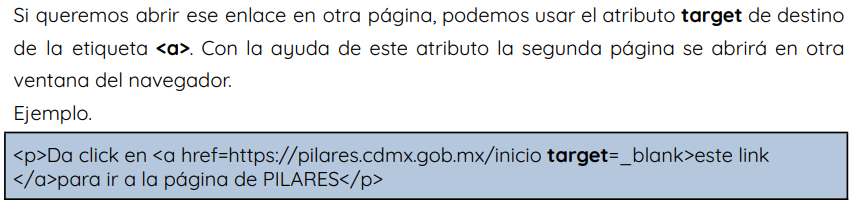 Si queremos abrir ese enlace en otra página, podemos usar el atributo target de destino
de la etiqueta <a>. Con la ayuda de este atributo la segunda página se abrirá en otra
ventana del navegador.
Ejemplo.
<p>Da click en <a href=https://pilares.cdmx.gob.mx/inicio target=_blank>este link
</a>para ir a la página de PILARES</p>